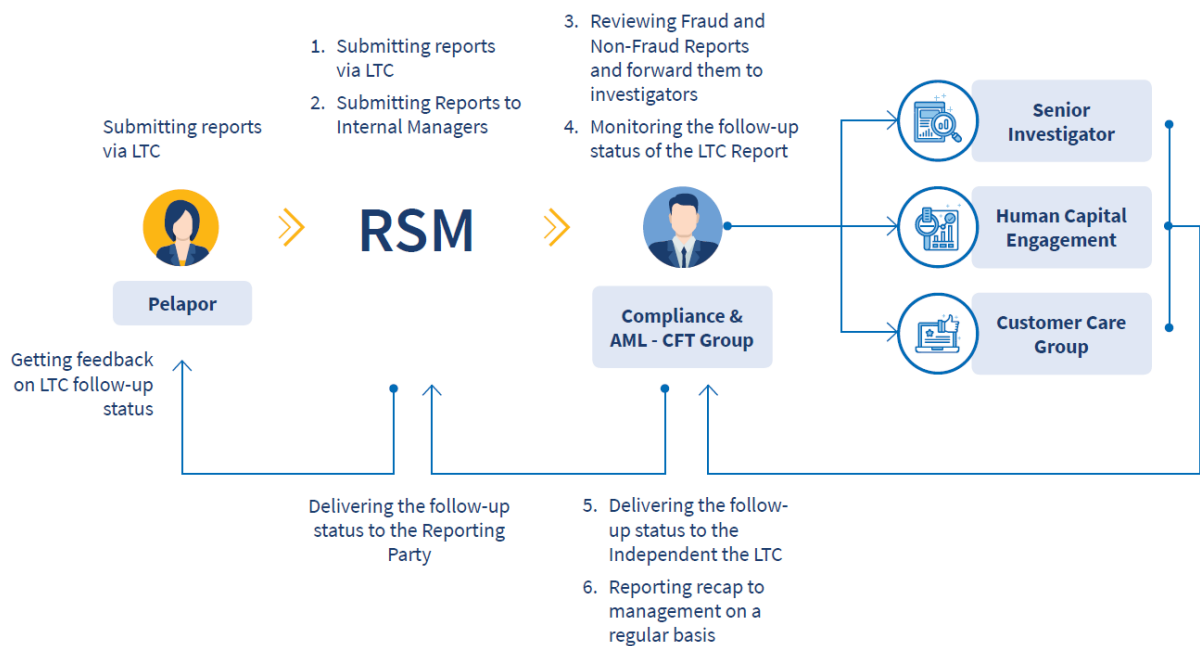 Submitting reports
via LTC
Pelapor
Getting feedback
on LTC follow-up
status
1. Submitting reports
via LTC
2. Submitting Reports to
Internal Managers
RSM
Delivering the follow-up
status to the Reporting
Party
3. Reviewing Fraud and
Non-Fraud Reports
and forward them to
investigators
4. Monitoring the follow-up
status of the LTC Report
Compliance &
AML - CFT Group
5. Delivering the follow-
up status to the
Independent the LTC
6. Reporting recap to
management on a
regular basis
Senior
Investigator
Human Capital
Engagement
Customer Care
Group